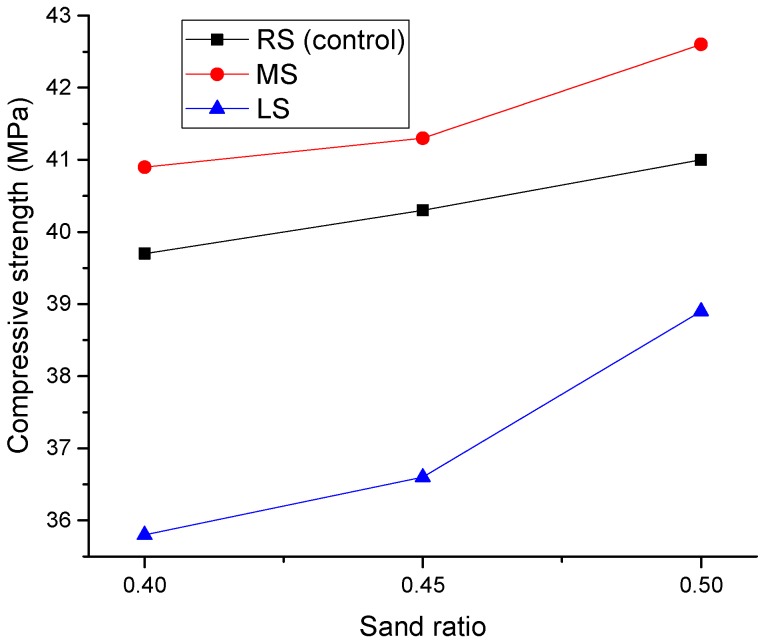 43
42
41
40
39
38
37
36
Compressive strength (MPa)
RS (control)
MS
LS
0.40
0.45
0.50
Sand ratio